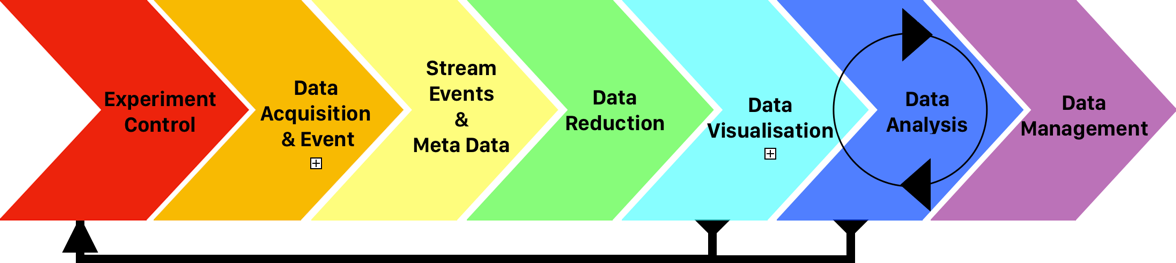 Experiment
Control
Data
Acquisition
& Event
Stream
Events
&
Meta Data
Data
Reduction
Data
Visualisation
Data
Analysis
Data
Management